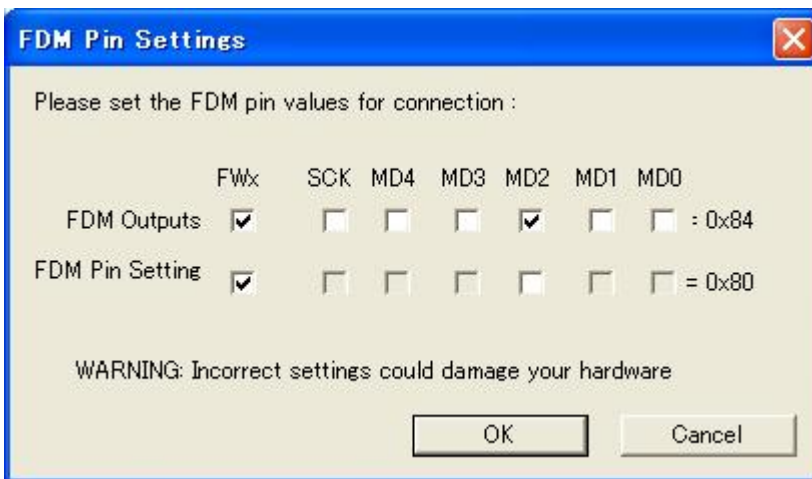 FDM Pin Settings
Please set the FDM pin values for connection :
FWx SCK MD4 MD3 MD2 MD1 MD0
FDM Outputs : 0x84
FDM Pin Setting = 0x80
WARNING: Incorrect settings could damage your hardware
OK Cancel